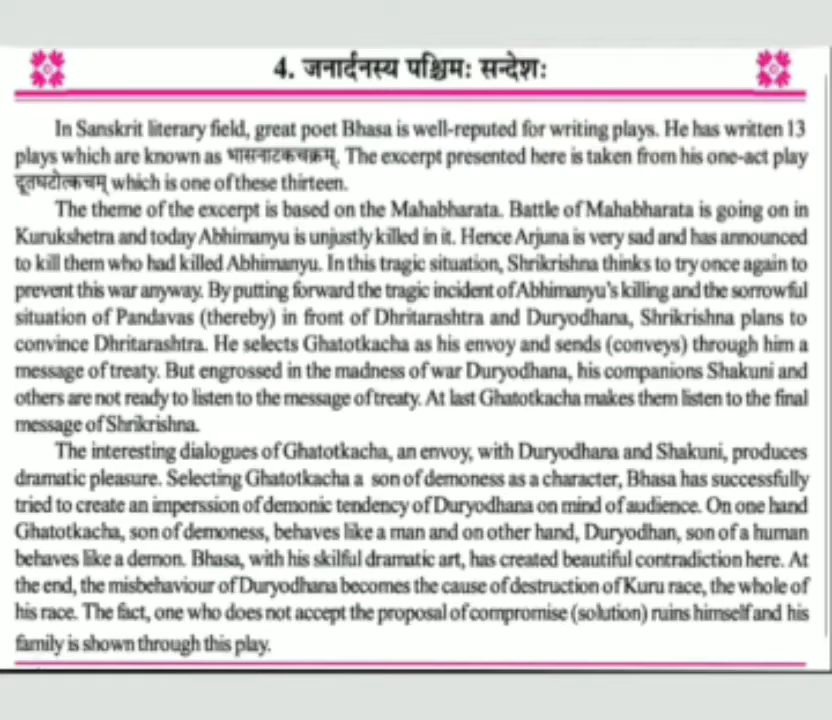 4. जनार्दनस्य पश्चिमः सन्देशः
In Sanskrit literary field, great poet Bhasa is well-reputed for writing plays. He has written 13
plays which are known as भासनाटकचक्रम्. The excerpt presented here is taken from his one-act play
दूतघटोत्कचम् which is one of these thirteen.
The theme of the excerpt is based on the Mahabharata. Battle of Mahabharata is going on in
Kurukshetra and today Abhimanyu is unjustly killed in it. Hence Arjuna is very sad and has announced
to kill them who had killed Abhimanyu. In this tragic situation, Shrikrishna thinks to try once again to
prevent this war anyway. By putting forward the tragic incident of Abhimanyu's killing and the sorrowful
situation of Pandavas (thereby) in front of Dhritarashtra and Duryodhana, Shrikrishna plans to
convince Dhritarashtra. He selects Ghatotkacha as his envoy and sends (conveys) through him a
message of treaty. But engrossed in the madness of war Duryodhana, his companions Shakuni and
others are not ready to listen to the message of treaty. At last Ghatotkacha makes them listen to the final
message of Shrikrishna.
The interesting dialogues of Ghatotkacha, an envoy, with Duryodhana and Shakuni, produces
dramatic pleasure. Selecting Ghatotkacha a son of demoness as a character, Bhasa has successfully
tried to create an imperssion of demonic tendency of Duryodhana on mind of audience. On one hand
Ghatotkacha, son of demoness, behaves like a man and on other hand, Duryodhan, son of a human
behaves like a demon. Bhasa, with his skilful dramatic art, has created beautiful contradiction here. At
the end, the misbehaviour of Duryodhana becomes the cause of destruction of Kuru race, the whole of
his race. The fact, one who does not accept the proposal of compromise (solution) ruins himself and his
family is shown through this play.